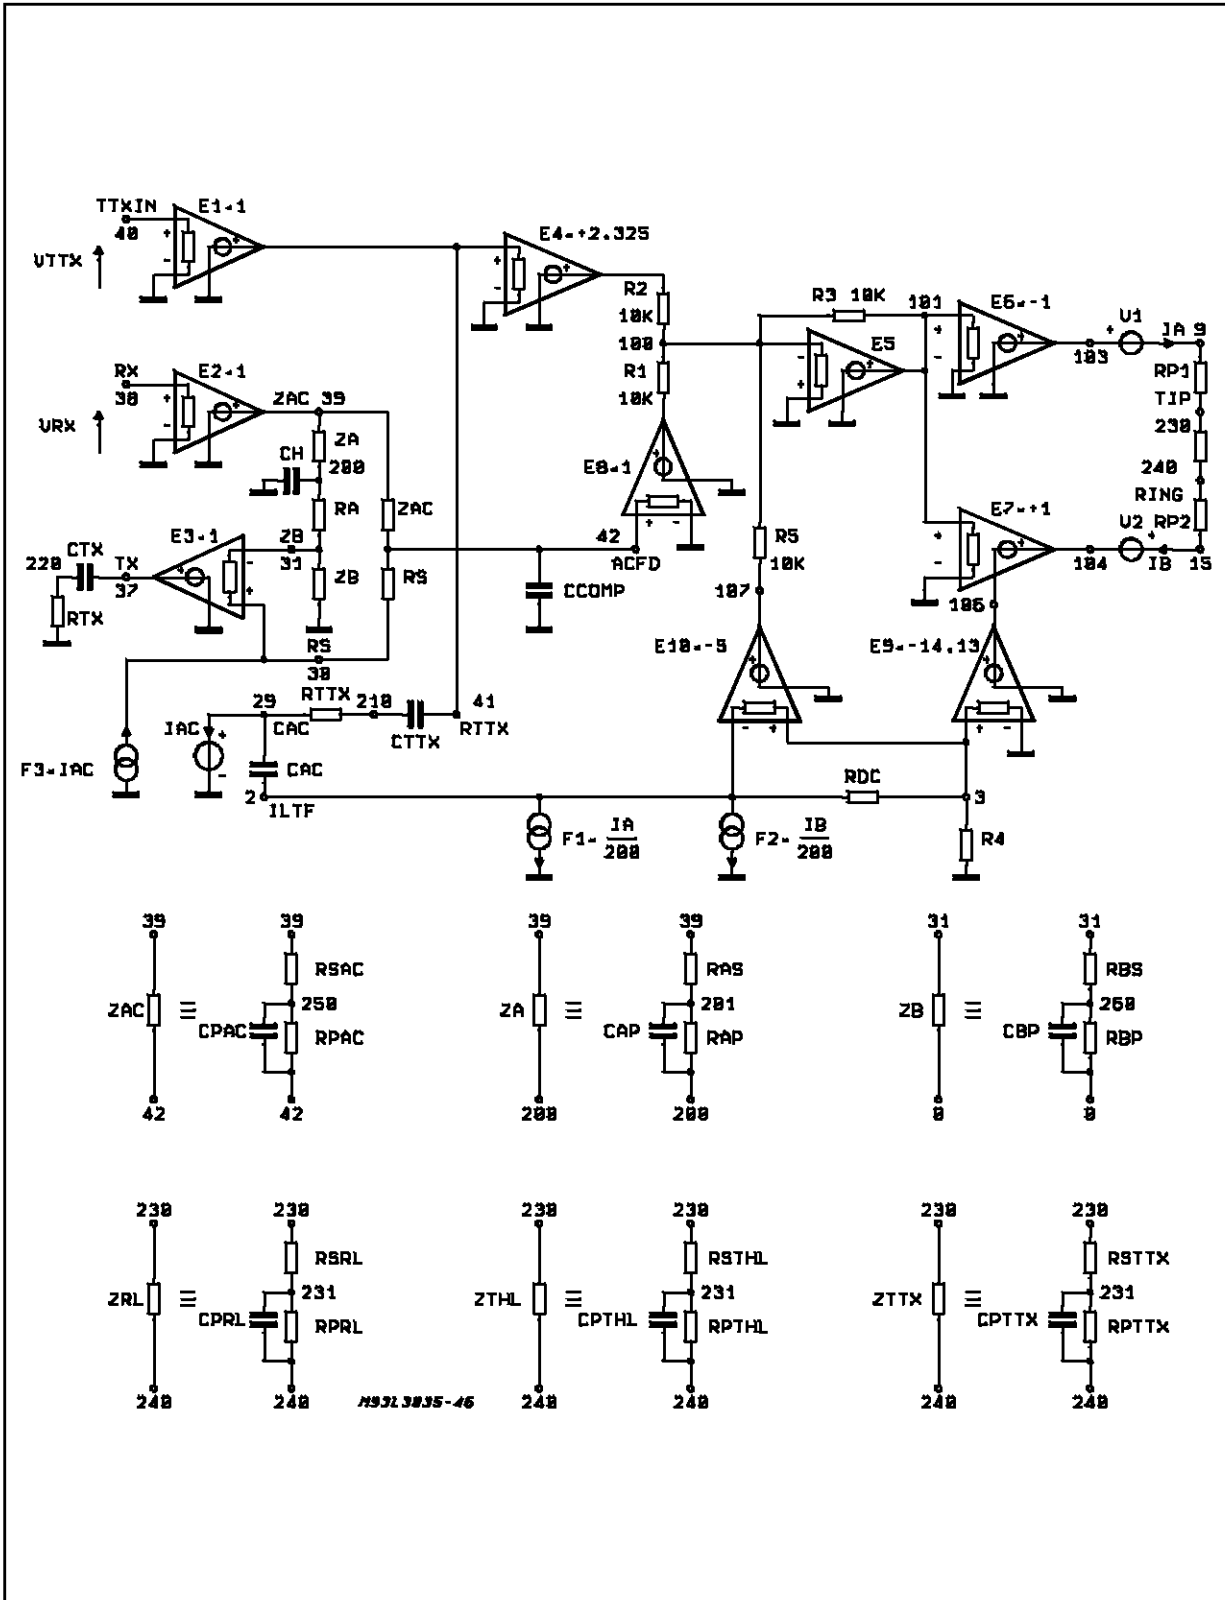 TTXIN
40
E1=1
VTTX
E4=+2.325
R2
10K
R3 10K
101
E6=-1
V1
IA 9
100
E5
103
R1
10K
RP1
TIP
230
RX
38
E2=1
ZAC 39
VRX
ZA
200
CH
E8=1
240
RING
RP2
V2
E7=+1
RA
ZAC
42
ACFD
R5
10K
104
IB
15
CTX
220
TX
37
E3=1
ZB
31
ZB
RS
CCOMP
107
106
RTX
RS
30
E10=-5
E9=-14.13
RTTX
29
CAC
210
41
RTTX
CTTX
IAC
F3=IAC
CAC
RDC
2
ILTF
3
F1= IA
200
F2= IB
200
R4
39
39
39
39
31
31
RSAC
RAS
RBS
ZAC
250
CPAC
RPAC
ZA
201
CAP
RAP
ZB
260
CBP
RBP
42
42
200
200
0
0
230
230
230
230
230
230
RSRL
RSTHL
RSTTX
ZRL
231
CPRL
RPRL
ZTHL
231
CPTHL
RPTHL
ZTTX
231
CPTTX
RPTTX
240
240
M93L3035-46
240
240
240
240